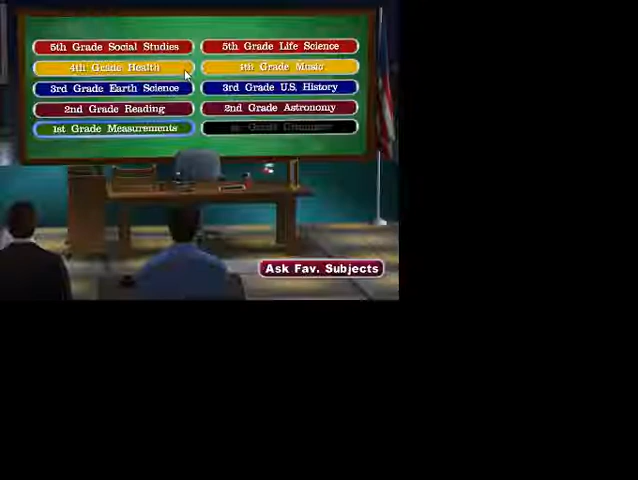 5th Grade Social Studies
5th Grade Life Science
4th Grade Health
4th Grade Music
3rd Grade Earth Science
3rd Grade U.S. History
2nd Grade Reading
2nd Grade Astronomy
1st Grade Measurements
Ask Fav. Subjects